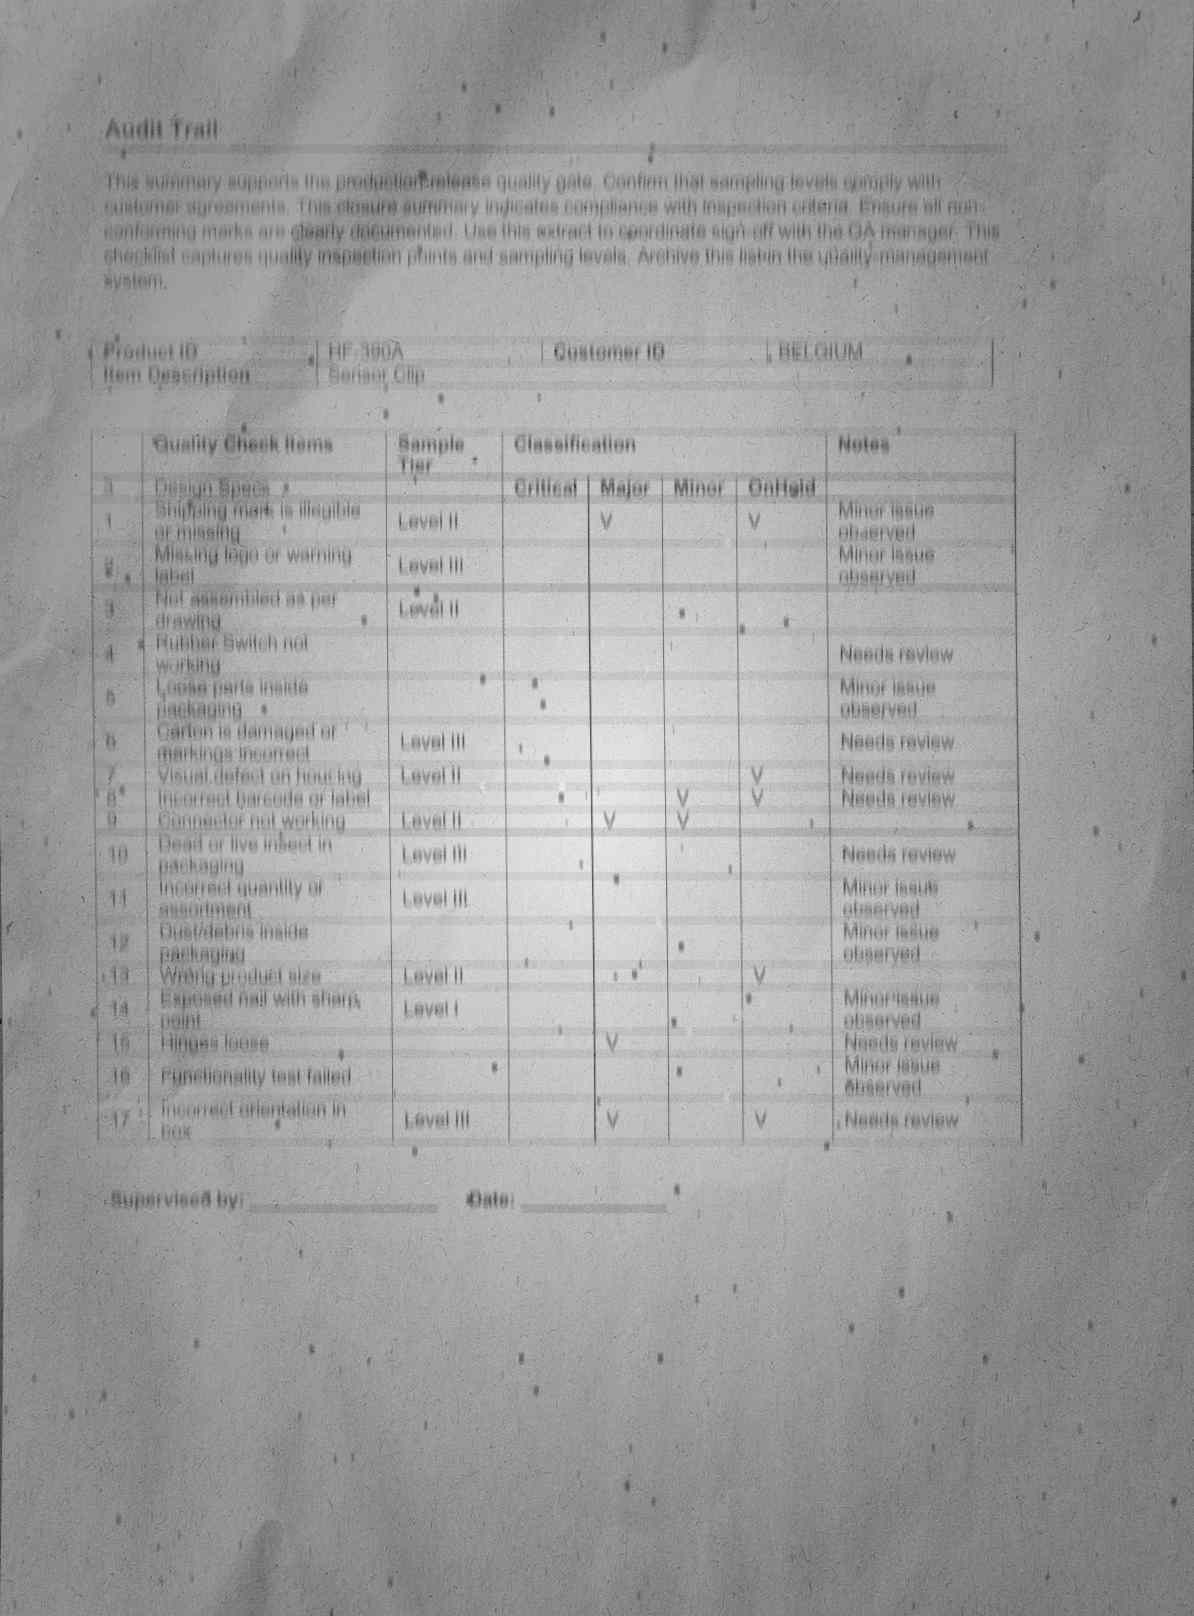 Audit Trail
This summary supports the production release quality gate. Confirm that sampling levels comply with
customer agreements. This closure summary indicates compliance with inspection criteria. Ensure all non-
conforming marks are clearly documented. Use this extract to coordinate sign-off with the QA manager. This
checklist captures quality inspection points and sampling levels. Archive this list in the quality management
system.
Product ID HF-390A Customer ID BELGIUM
Item Description Sensor Clip
Quality Check Items Sample Tier Classification Notes
Design Specs Critical Major Minor OnHold
1 Shipping mark is illegible or missing Level II V V Minor issue observed
2 Missing logo or warning label Level III Minor issue observed
3 Not assembled as per drawing Level II
4 Rubber Switch not working Needs review
5 Loose parts inside packaging Minor issue observed
6 Carton is damaged or markings incorrect Level III Needs review
7 Visual defect on housing Level II V Needs review
8 Incorrect barcode or label V V Needs review
9 Connector not working Level II V V
10 Dead or live insect in packaging Level III Needs review
11 Incorrect quantity or assortment Level III Minor issue observed
12 Dust/debris inside packaging Minor issue observed
13 Wrong product size Level II V
14 Exposed nail with sharp point Level I Minor issue observed
15 Hinges loose V Needs review
16 Functionality test failed Minor issue observed
17 Incorrect orientation in box Level III V V Needs review
Supervised by: Date: